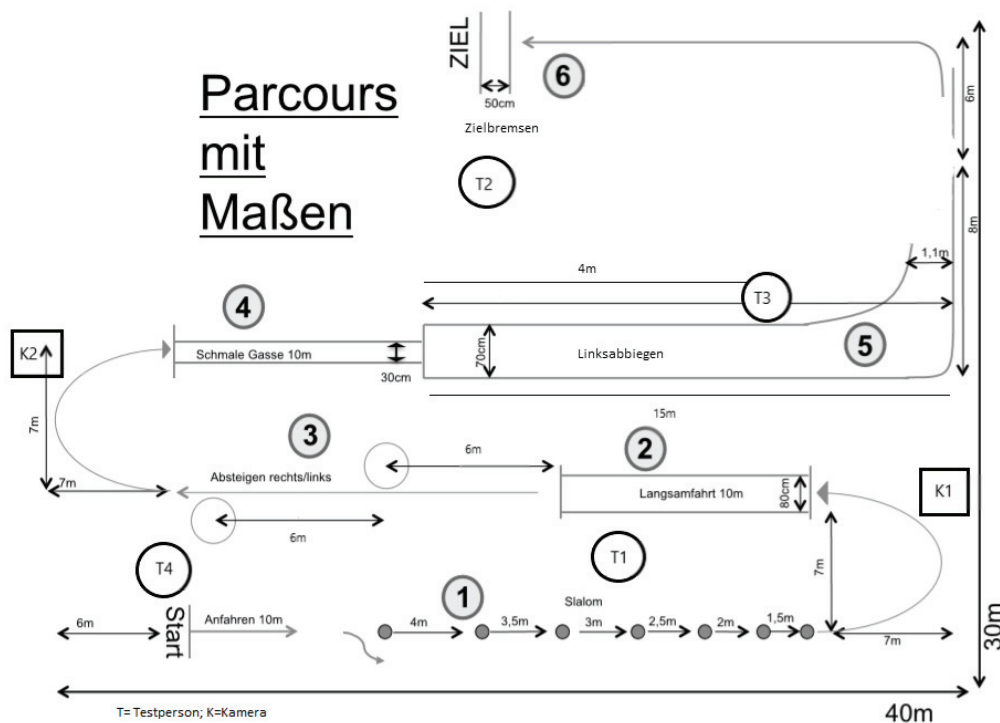 ZIEL
50cm
6
Zielbremsen
Parcours
mit
Maßen
T2
6m
8m
1,1m
4m
T3
4
K2
Schmale Gasse 10m
30cm
70cm
Linksabbiegen
5
15m
7m
7m
3
Absteigen rechts/links
6m
2
Langsamfahrt 10m
80cm
K1
6m
T4
T1
7m
6m
Start
Anfahren 10m
1
Slalom
4m
3,5m
3m
2,5m
2m
1,5m
7m
30m
40m
T= Testperson; K=Kamera